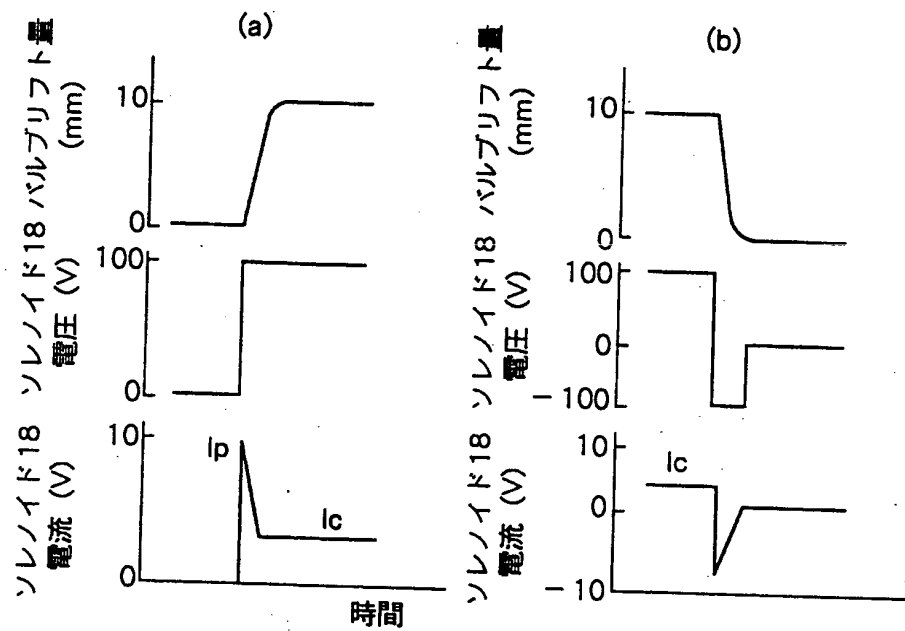 (a)
バルブリフト量
(mm)
10
0
ソレノイド18
電圧 (V)
100
0
ソレノイド18
電流 (V)
10
0
Ip
Ic
時間
(b)
バルブリフト量
(mm)
10
0
ソレノイド18
電圧 (V)
100
0
－100
ソレノイド18
電流 (V)
10
0
－10
Ic